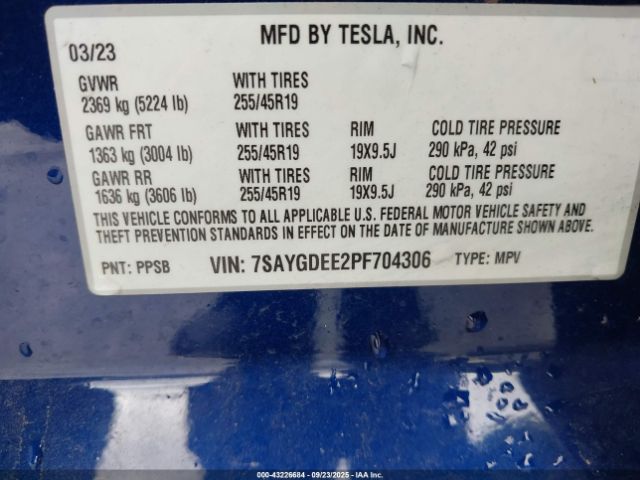 MFD BY TESLA, INC.
03/23
GVWR WITH TIRES
2369 kg (5224 lb) 255/45R19
GAWR FRT WITH TIRES RIM COLD TIRE PRESSURE
1363 kg (3004 lb) 255/45R19 19X9.5J 290 kPa, 42 psi
GAWR RR WITH TIRES RIM COLD TIRE PRESSURE
1636 kg (3606 lb) 255/45R19 19X9.5J 290 kPa, 42 psi
THIS VEHICLE CONFORMS TO ALL APPLICABLE U.S. FEDERAL MOTOR VEHICLE SAFETY AND
THEFT PREVENTION STANDARDS IN EFFECT ON THE DATE OF MANUFACTURE SHOWN ABOVE.
PNT: PPSB VIN: 7SAYGDEE2PF704306 TYPE: MPV
000-43226684 - 09/23/2025 - IAA Inc.